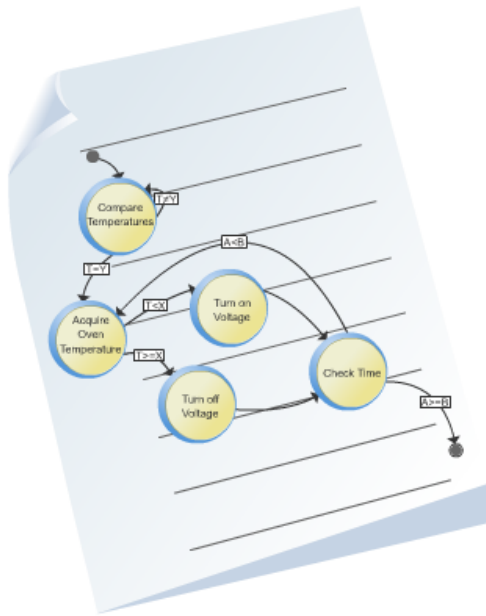 T≠Y
Compare
Temperatures
A<B
T=Y
T<X
Turn on
Voltage
Acquire
Oven
Temperature
T>=X
Check Time
Turn off
Voltage
A>=B